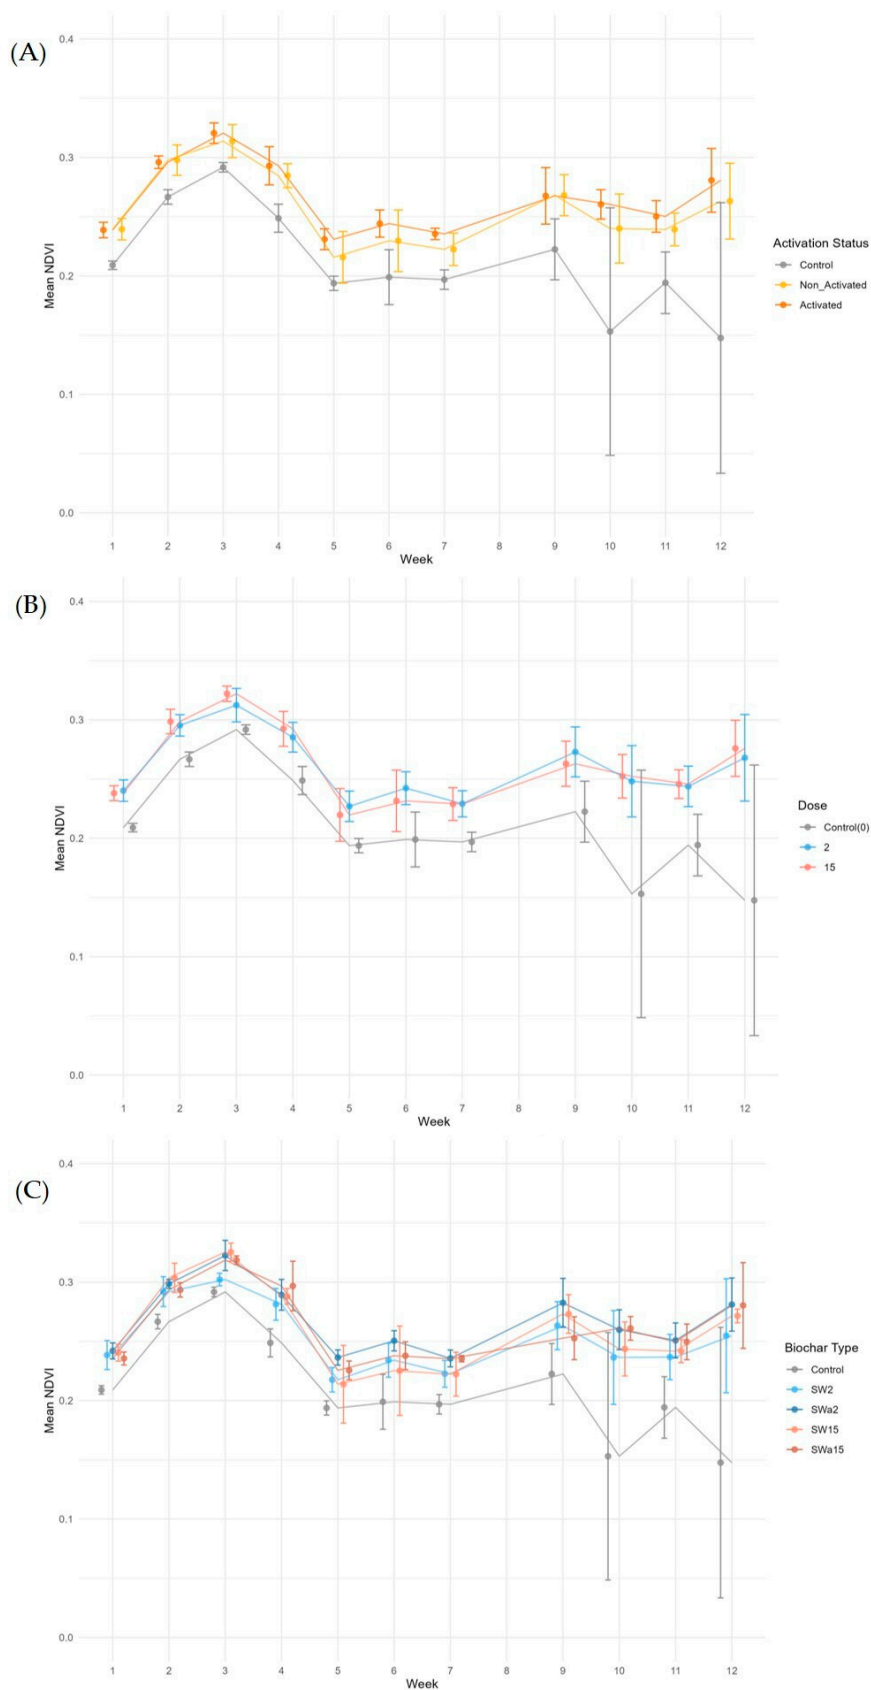 (A)
0.4
0.3
0.2
0.1
0.0
Mean NDVI
1 2 3 4 5 6 7 8 9 10 11 12
Week
Activation Status
Control
Non_Activated
Activated
(B)
0.4
0.3
0.2
0.1
0.0
Mean NDVI
1 2 3 4 5 6 7 8 9 10 11 12
Week
Dose
Control(0)
2
15
(C)
0.4
0.3
0.2
0.1
0.0
Mean NDVI
1 2 3 4 5 6 7 8 9 10 11 12
Week
Biochar Type
Control
SW2
SWa2
SW15
SWa15